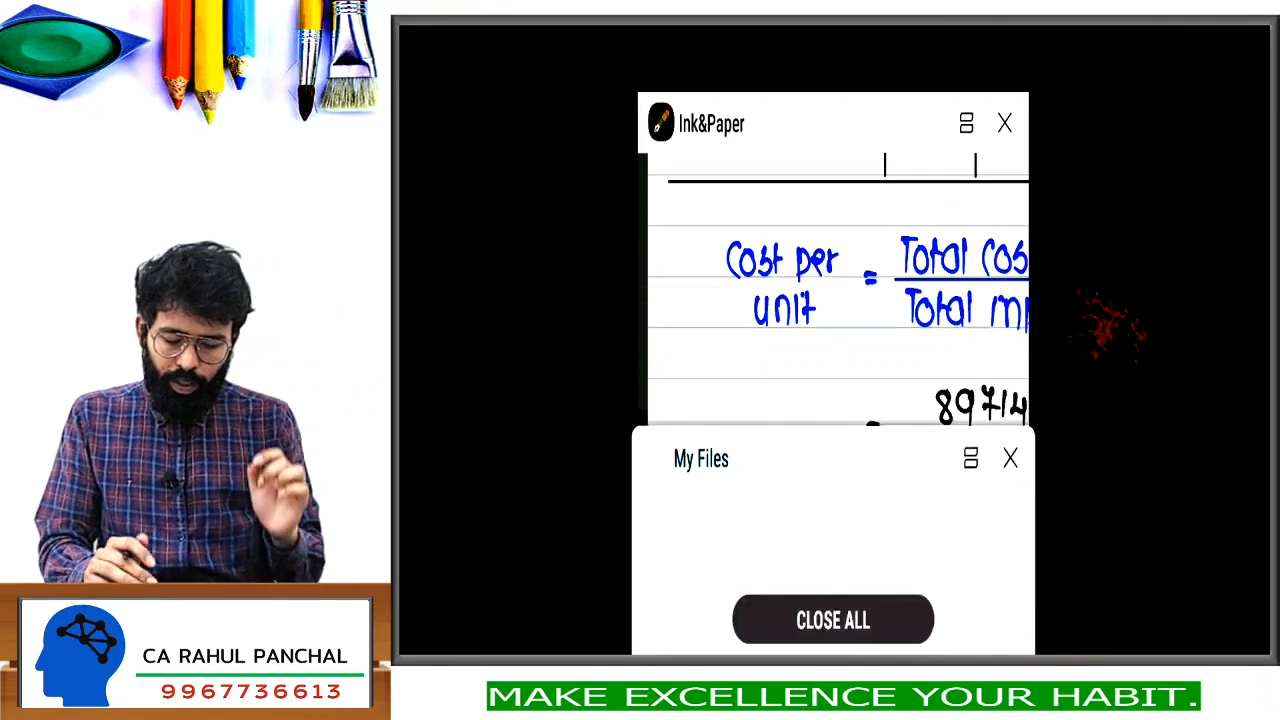 Ink&Paper
Cost per
unit
=
Total cos
Total
89714
=
My Files
CLOSE ALL
CA RAHUL PANCHAL
9967736613
MAKE EXCELLENCE YOUR HABIT.